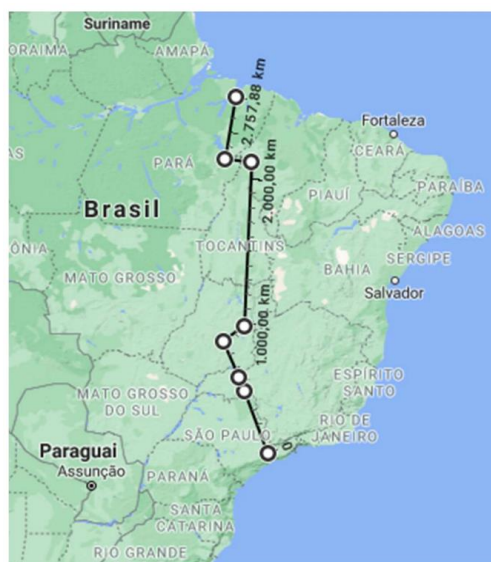 Suriname
ORAIMA
AMAPÁ
2.757,88 km
Fortaleza
CEARÁ
AS
PARÁ
2.000,00 km
PARAÍBA
PIAUÍ
Brasil
ALAGOAS
TOCANTINS
SERGIPE
ÔNIA
BAHIA
MATO GROSSO
Salvador
1.000,00 km
ESPÍRITO
SANTO
MATO GROSSO
DO SUL
RIO DE
JANEIRO
SÃO PAULO
0
Paraguai
Assunção
PARANÁ
SANTA
CATARINA
RIO GRANDE